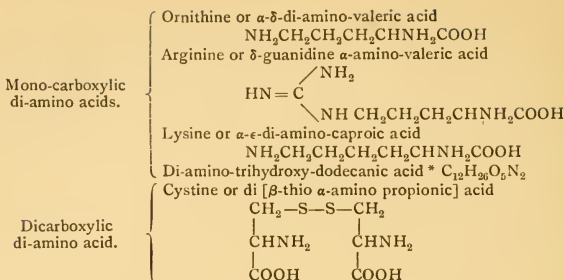 Mono-carboxylic
di-amino acids.
Ornithine or α-δ-di-amino-valeric acid
NH₂CH₂CH₂CH₂CHNH₂COOH
Arginine or δ-guanidine α-amino-valeric acid
NH₂
HN=C
NH CH₂CH₂CH₂CHNH₂COOH
Lysine or α-ε-di-amino-caproic acid
NH₂CH₂CH₂CH₂CH₂CHNH₂COOH
Di-amino-trihydroxy-dodecanic acid * C₁₂H₂₆O₅N₂
Dicarboxylic
di-amino acid.
Cystine or di [β-thio α-amino propionic] acid
CH₂—S—S—CH₂
CHNH₂ CHNH₂
COOH COOH